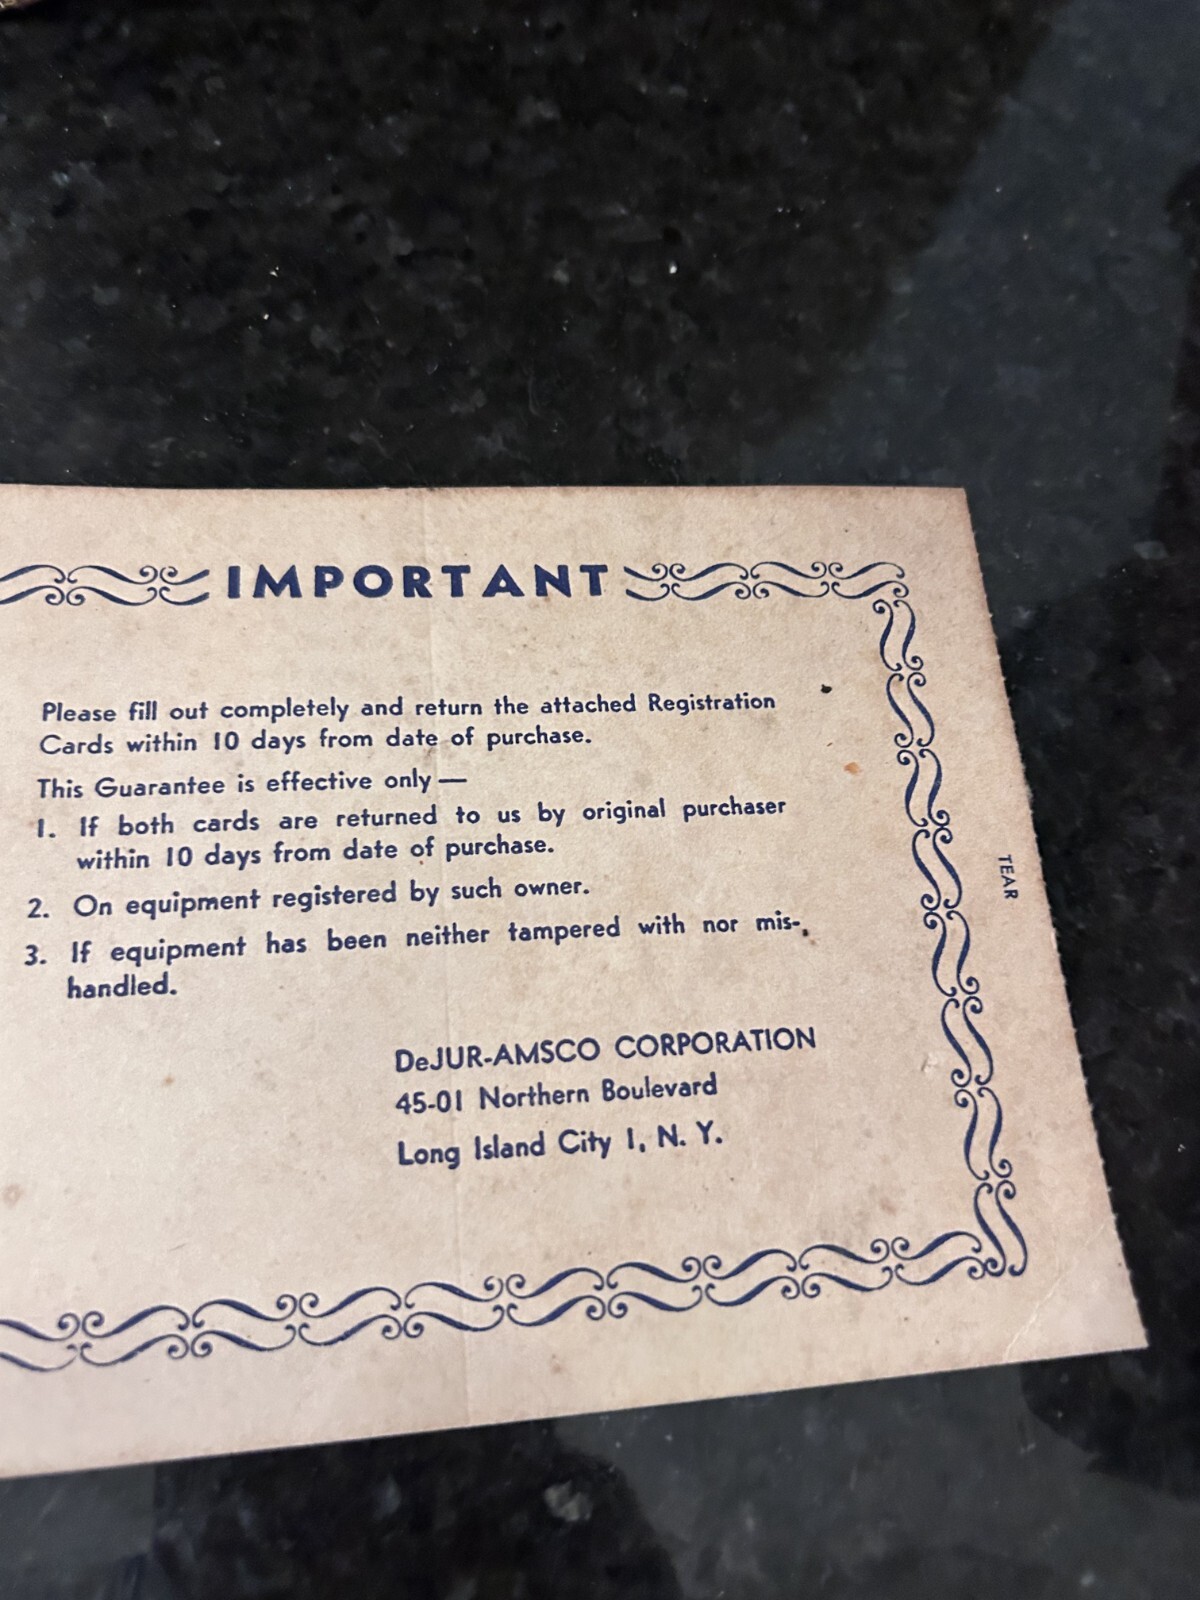 IMPORTANT
Please fill out completely and return the attached Registration
Cards within 10 days from date of purchase.
This Guarantee is effective only —
1. If both cards are returned to us by original purchaser
within 10 days from date of purchase.
2. On equipment registered by such owner.
3. If equipment has been neither tampered with nor mis-
handled.
DeJUR-AMSCO CORPORATION
45-01 Northern Boulevard
Long Island City 1, N. Y.
TEAR